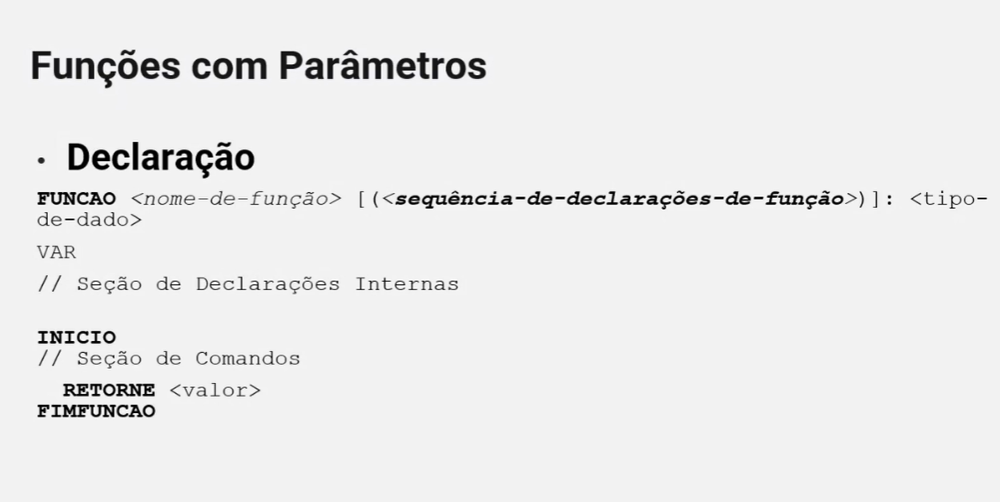 Funções com Parâmetros
• Declaração
FUNCAO <nome-de-função> [(<sequência-de-declarações-de-função>)]: <tipo-
de-dado>
VAR
// Seção de Declarações Internas
INICIO
// Seção de Comandos
RETORNE <valor>
FIMFUNCAO